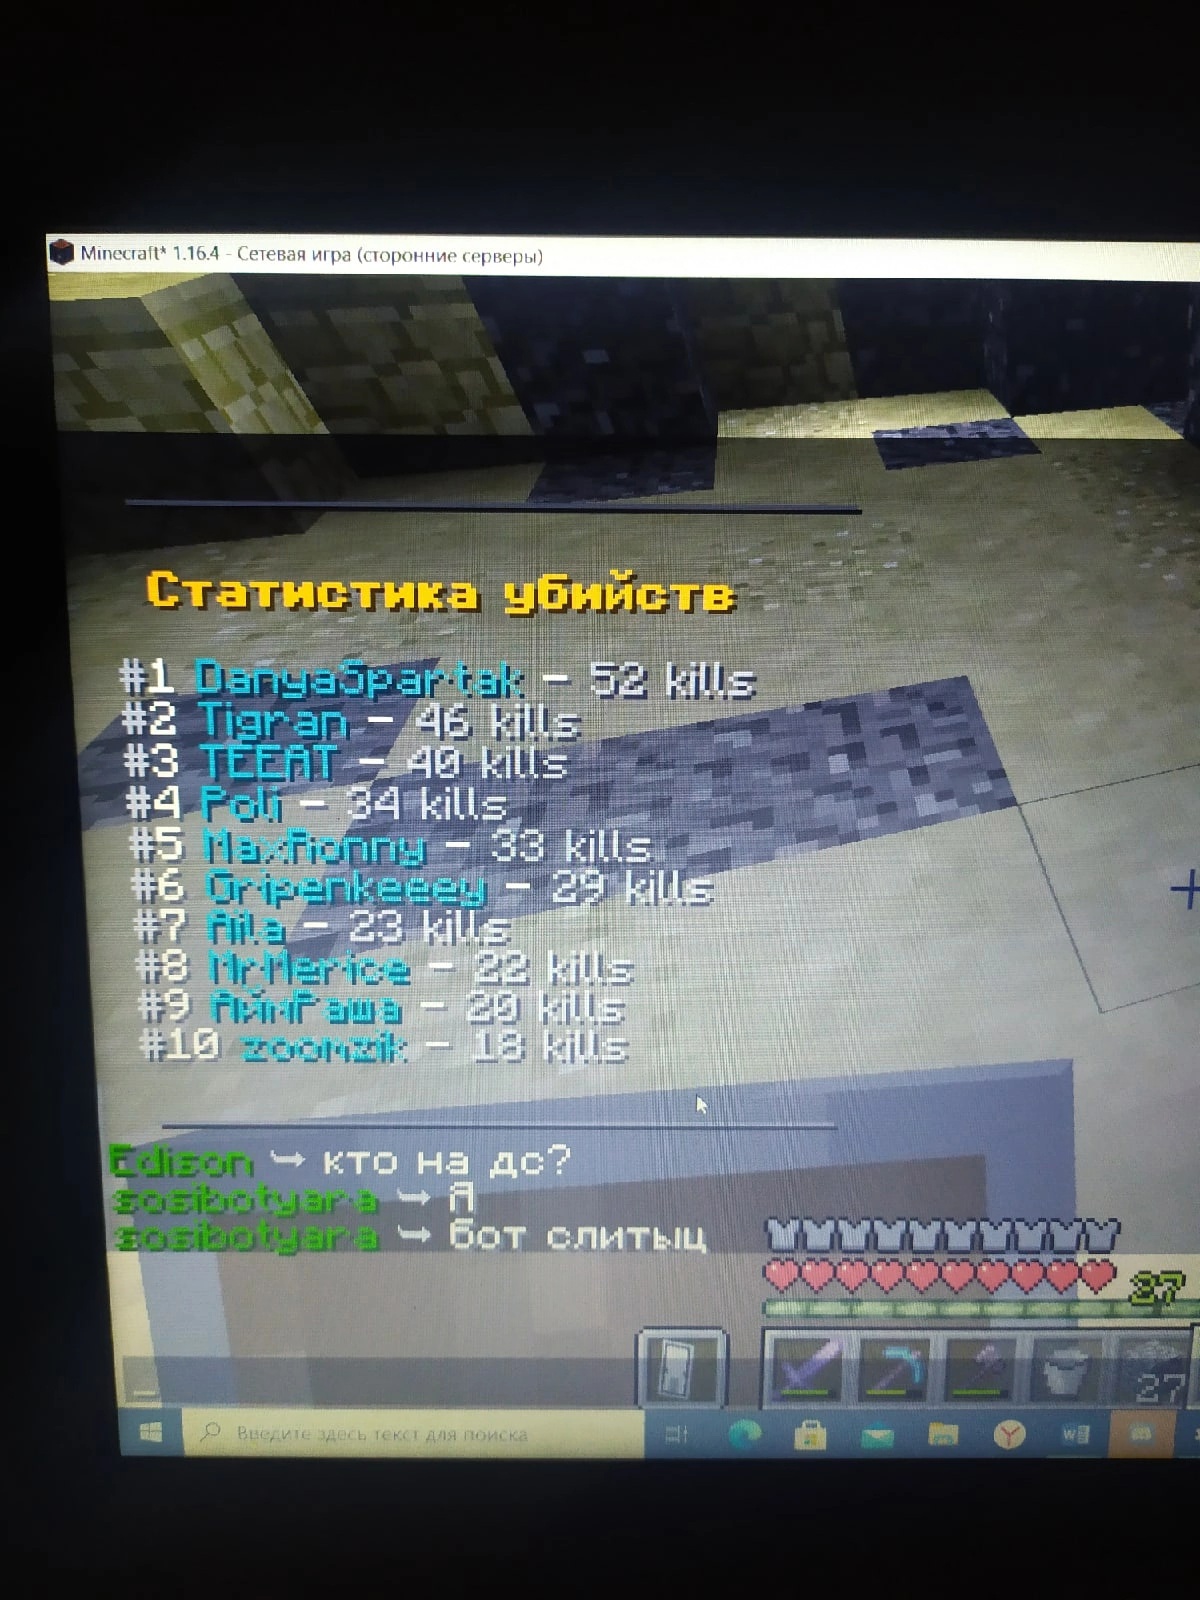 Minecraft* 1.16.4 - Сетевая игра (сторонние серверы)
Статистика убийств
#1 DanyaSpartak – 52 kills
#2 Tigran – 46 kills
#3 TEEAT – 40 kills
#4 Poli – 34 kills
#5 MaxRonny – 33 kills
#6 Gripenkeeey – 29 kills
#7 Aila – 23 kills
#8 MrMerice – 22 kills
#9 АймРаша – 20 kills
#10 zoomzik – 18 kills
Edison ↪ кто на дс?
sosibotyara ↪ Я
sosibotyara ↪ бот слитыц
37
27
Введите здесь текст для поиска